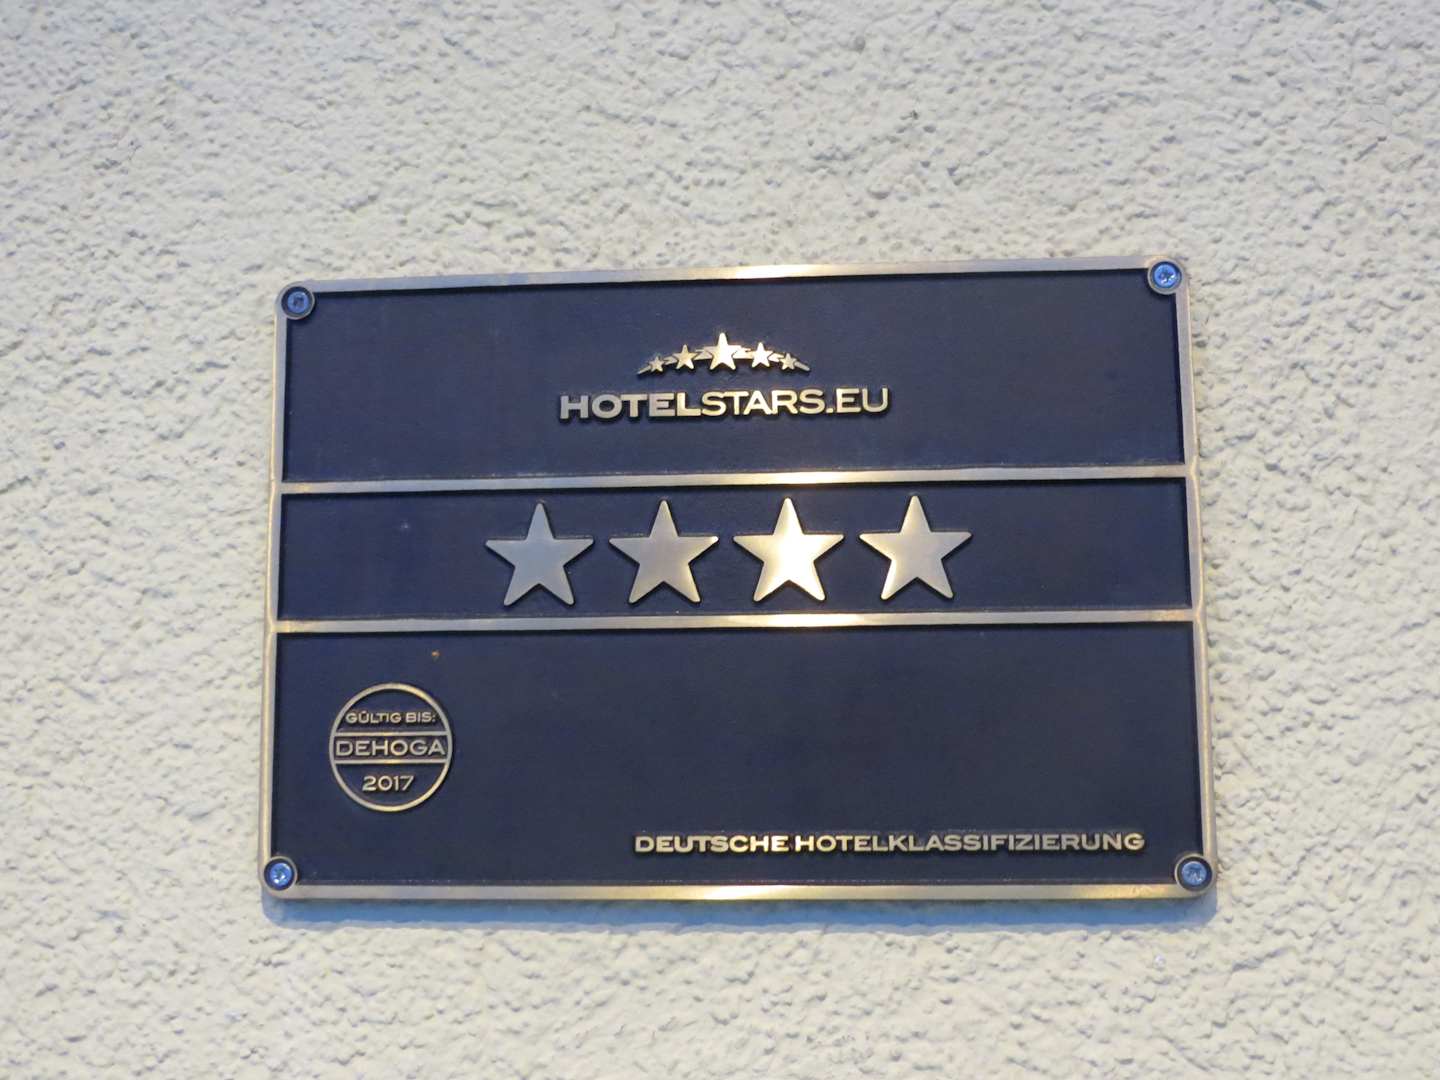 HOTELSTARS.EU
GÜLTIG BIS:
DEHOGA
2017
DEUTSCHE HOTELKLASSIFIZIERUNG